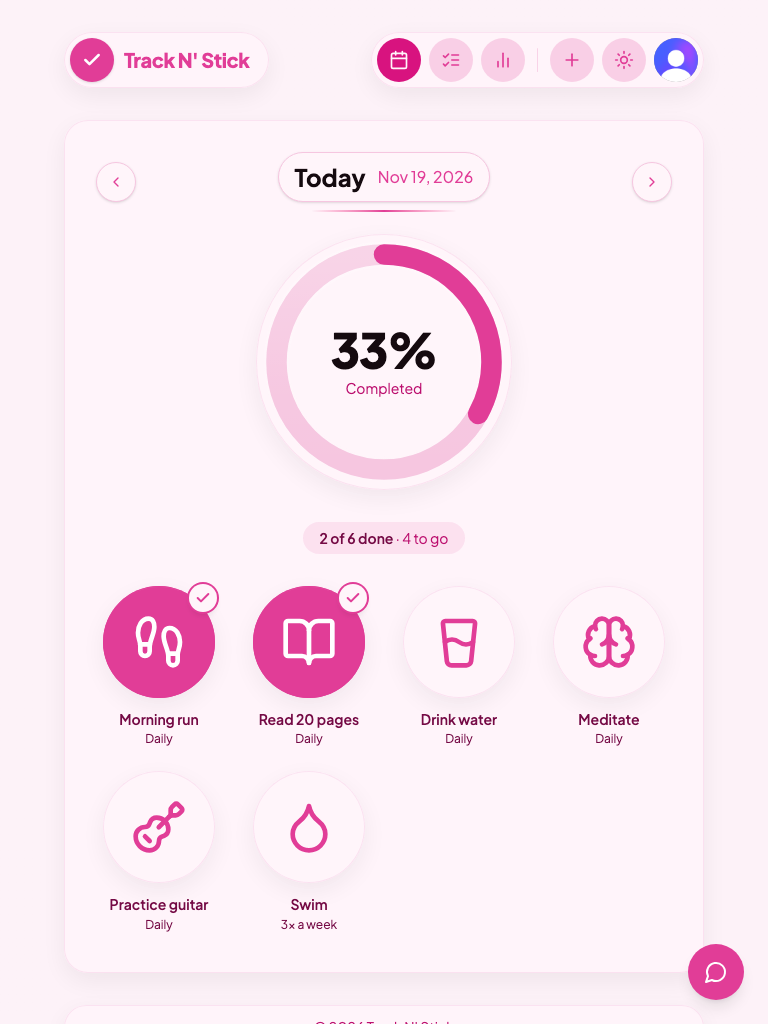 Track N' Stick
Today Nov 19, 2026
33%
Completed
2 of 6 done · 4 to go
Morning run
Daily
Read 20 pages
Daily
Drink water
Daily
Meditate
Daily
Practice guitar
Daily
Swim
3× a week